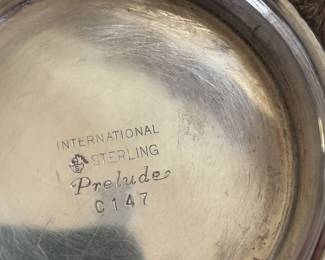 INTERNATIONAL
STERLING
Prelude
C147